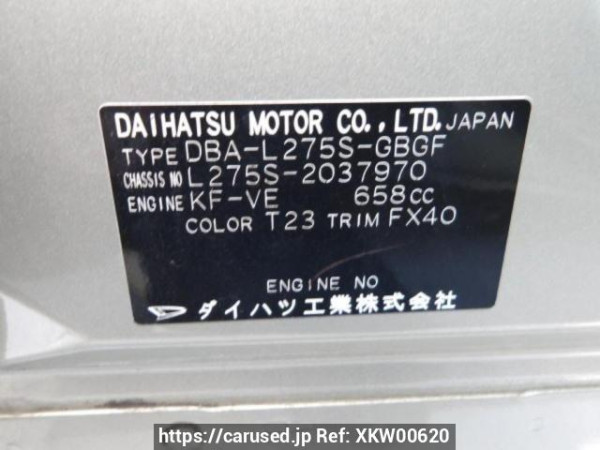 DAIHATSU MOTOR CO., LTD. JAPAN
TYPE DBA-L275S-GBGF
CHASSIS NO L275S-2037970
ENGINE KF-VE 658cc
COLOR T23 TRIM FX40
ENGINE NO
ダイハツ工業株式会社
https://carused.jp Ref: XKW00620